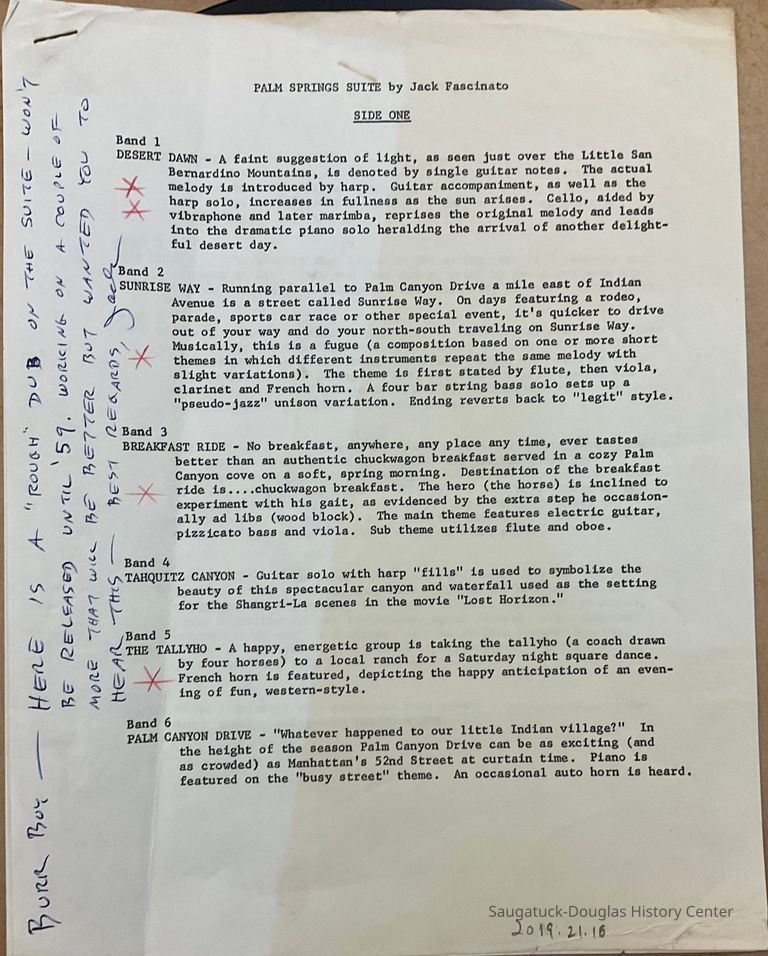 PALM SPRINGS SUITE by Jack Fascinato
SIDE ONE
Band 1
DESERT DAWN - A faint suggestion of light, as seen just over the Little San
Bernardino Mountains, is denoted by single guitar notes. The actual
melody is introduced by harp. Guitar accompaniment, as well as the
harp solo, increases in fullness as the sun arises. Cello, aided by
vibraphone and later marimba, reprises the original melody and leads
into the dramatic piano solo heralding the arrival of another delight-
ful desert day.
Band 2
SUNRISE WAY - Running parallel to Palm Canyon Drive a mile east of Indian
Avenue is a street called Sunrise Way. On days featuring a rodeo,
parade, sports car race or other special event, it's quicker to drive
out of your way and do your north-south traveling on Sunrise Way.
Musically, this is a fugue (a composition based on one or more short
themes in which different instruments repeat the same melody with
slight variations). The theme is first stated by flute, then viola,
clarinet and French horn. A four bar string bass solo sets up a
"pseudo-jazz" unison variation. Ending reverts back to "legit" style.
Band 3
BREAKFAST RIDE - No breakfast, anywhere, any place any time, ever tastes
better than an authentic chuckwagon breakfast served in a cozy Palm
Canyon cove on a soft, spring morning. Destination of the breakfast
ride is....chuckwagon breakfast. The hero (the horse) is inclined to
experiment with his gait, as evidenced by the extra step he occasion-
ally ad libs (wood block). The main theme features electric guitar,
pizzicato bass and viola. Sub theme utilizes flute and oboe.
Band 4
TAHQUITZ CANYON - Guitar solo with harp "fills" is used to symbolize the
beauty of this spectacular canyon and waterfall used as the setting
for the Shangri-La scenes in the movie "Lost Horizon."
Band 5
THE TALLYHO - A happy, energetic group is taking the tallyho (a coach drawn
by four horses) to a local ranch for a Saturday night square dance.
French horn is featured, depicting the happy anticipation of an even-
ing of fun, western-style.
Band 6
PALM CANYON DRIVE - "Whatever happened to our little Indian village?" In
the height of the season Palm Canyon Drive can be as exciting (and
as crowded) as Manhattan's 52nd Street at curtain time. Piano is
featured on the "busy street" theme. An occasional auto horn is heard.
BURR BOY — HERE IS A "ROUGH" DUB ON THE SUITE - WON'T
BE RELEASED UNTIL '59. WORKING ON A COUPLE OF
MORE THAT WILL BE BETTER BUT WANTED YOU TO
HEAR THIS — BEST REGARDS, Jack
Saugatuck-Douglas History Center
2019.21.16